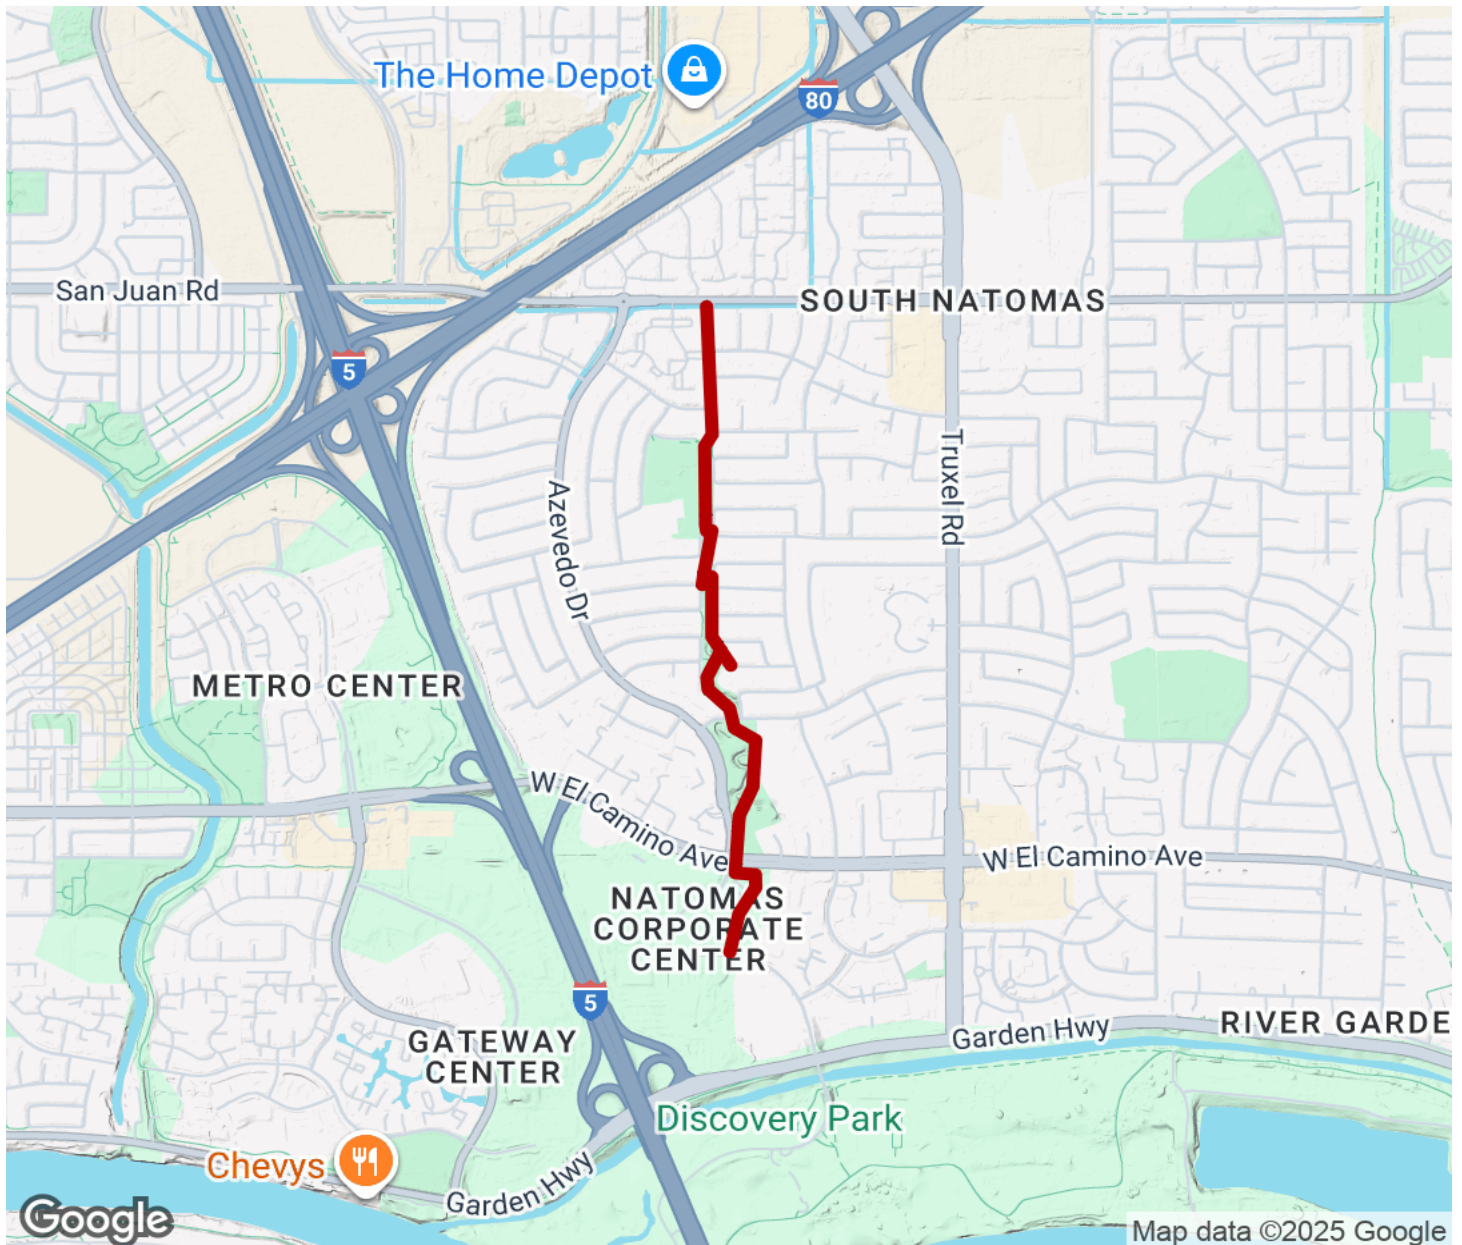 The Home Depot
80
San Juan Rd
SOUTH NATOMAS
5
Truxel Rd
Azevedo Dr
METRO CENTER
W El Camino Ave
W El Camino Ave
NATOMAS
CORPORATE
CENTER
5
GATEWAY
CENTER
Garden Hwy
RIVER GARDE
Discovery Park
Chevys
Garden Hwy
Google
Map data ©2025 Google